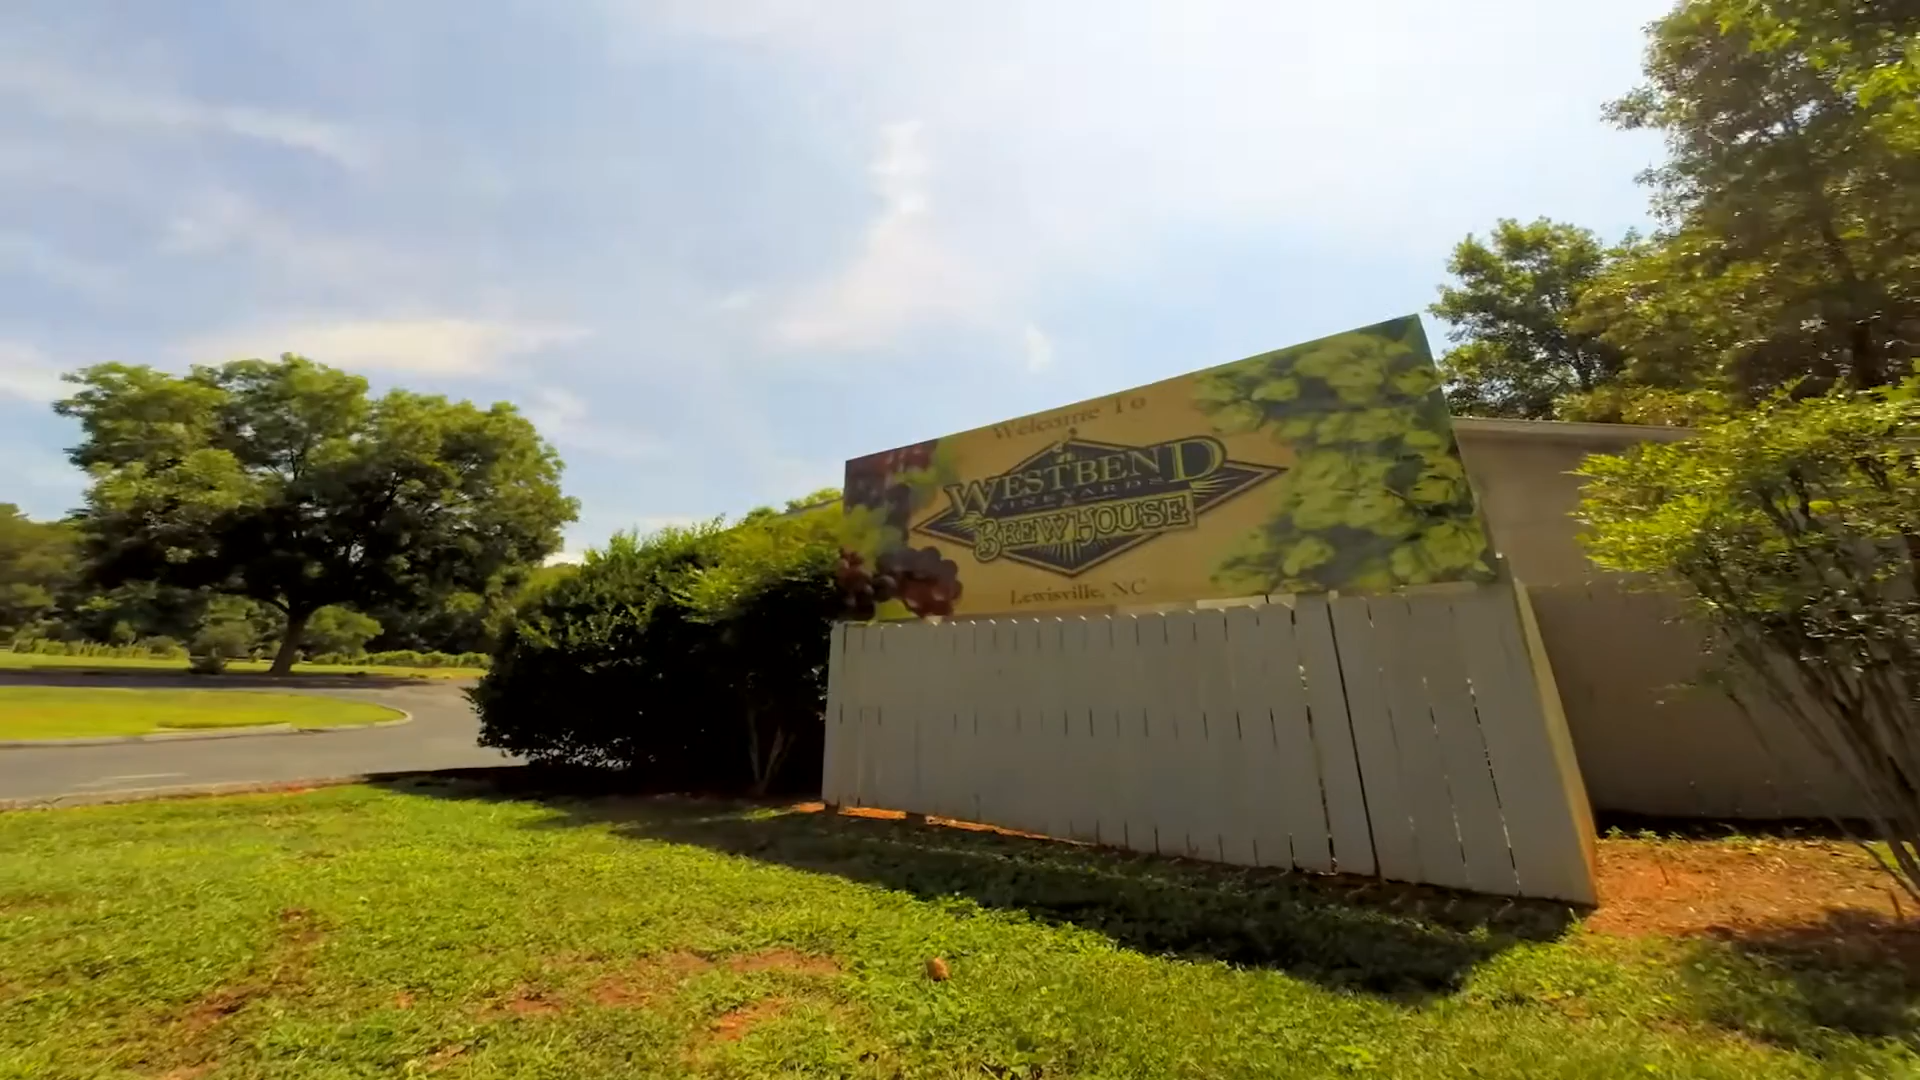 Welcome To
WESTBEND
VINEYARDS
BREWHOUSE
Lewisville, NC